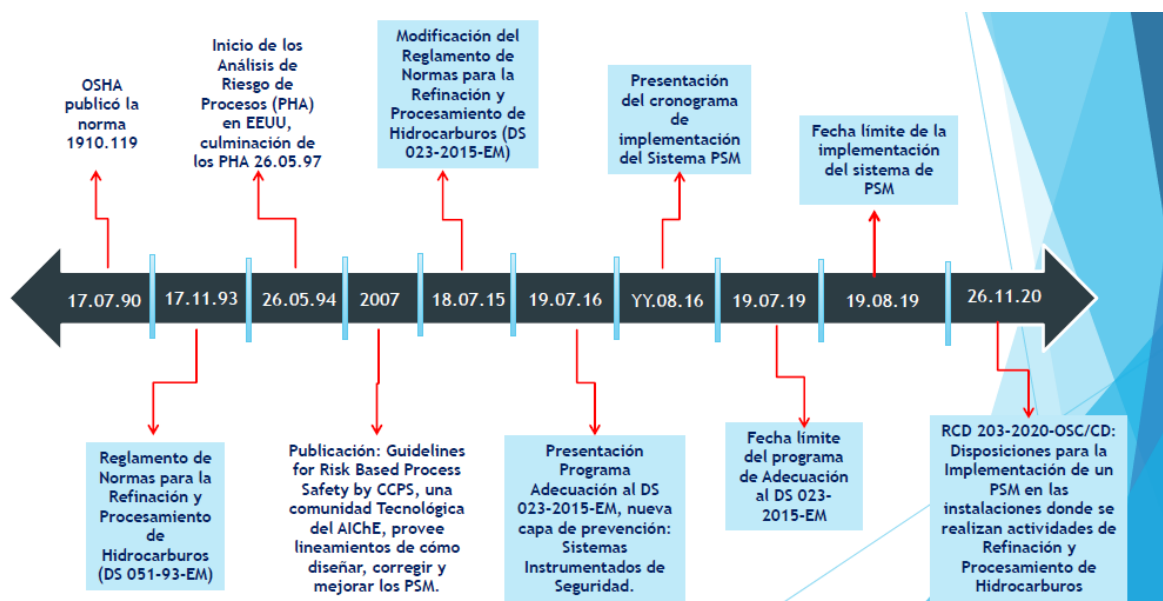 OSHA
publicó la
norma
1910.119
Inicio de los
Análisis de
Riesgo de
Procesos (PHA)
en EEUU,
culminación de
los PHA 26.05.97
Modificación del
Reglamento de
Normas para la
Refinación y
Procesamiento de
Hidrocarburos (DS
023-2015-EM)
Presentación
del cronograma
de
implementación
del Sistema PSM
Fecha límite de la
implementación
del sistema de
PSM
17.07.90
17.11.93
26.05.94
2007
18.07.15
19.07.16
YY.08.16
19.07.19
19.08.19
26.11.20
Reglamento de
Normas para la
Refinación y
Procesamiento
de
Hidrocarburos
(DS 051-93-EM)
Publicación: Guidelines
for Risk Based Process
Safety by CCPS, una
comunidad Tecnológica
del AIChE, provee
lineamientos de cómo
diseñar, corregir y
mejorar los PSM.
Presentación
Programa
Adecuación al DS
023-2015-EM, nueva
capa de prevención:
Sistemas
Instrumentados de
Seguridad.
Fecha límite
del programa
de Adecuación
al DS 023-
2015-EM
RCD 203-2020-OSC/CD:
Disposiciones para la
Implementación de un
PSM en las
instalaciones donde se
realizan actividades de
Refinación y
Procesamiento de
Hidrocarburos